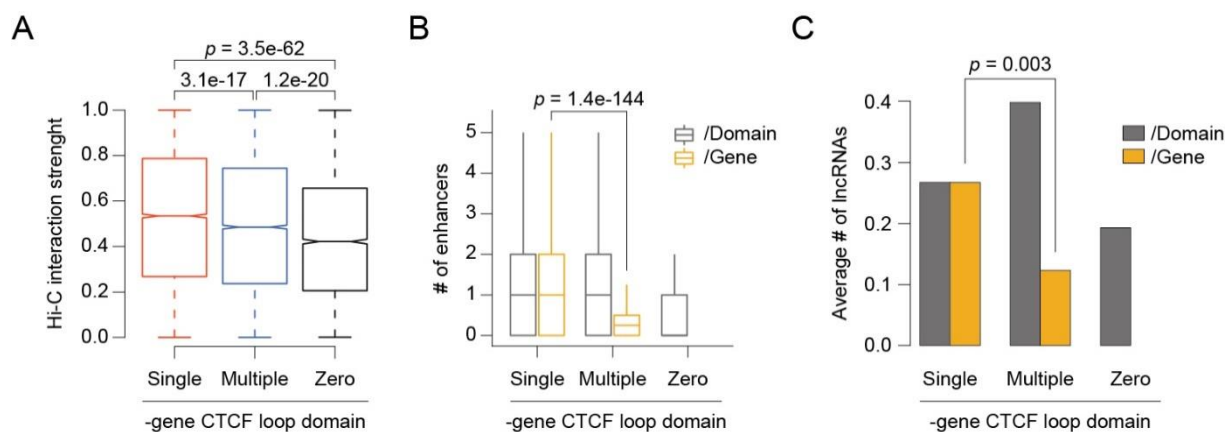 A
p = 3.5e-62
3.1e-17 1.2e-20
Hi-C interaction strenght
1.0
0.8
0.6
0.4
0.2
0.0
Single Multiple Zero
-gene CTCF loop domain
B
p = 1.4e-144
/Domain
/Gene
# of enhancers
5
4
3
2
1
0
Single Multiple Zero
-gene CTCF loop domain
C
p = 0.003
/Domain
/Gene
Average # of lncRNAs
0.4
0.3
0.2
0.1
0.0
Single Multiple Zero
-gene CTCF loop domain